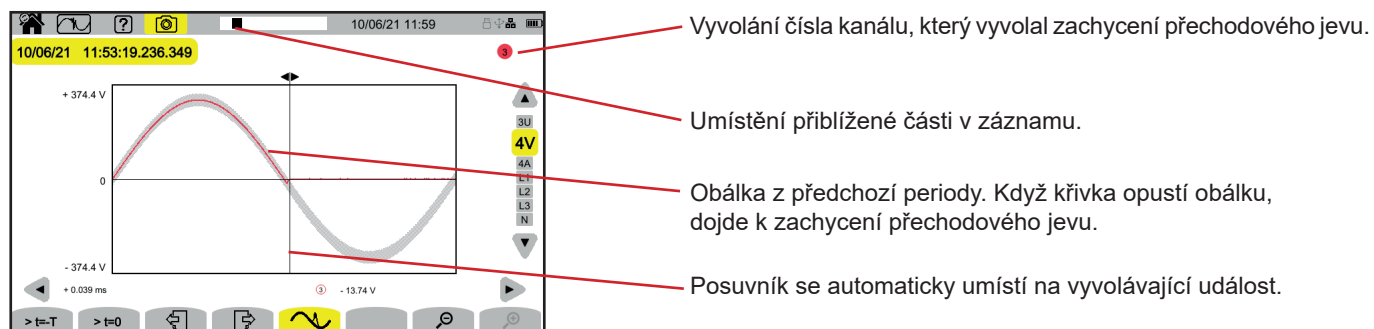 10/06/21 11:59
10/06/21 11:53:19.236.349
3
+ 374.4 V
0
- 374.4 V
+ 0.039 ms
3 - 13.74 V
3U
4V
4A
L1
L2
L3
N
> t=-T
> t=0
Vyvolání čísla kanálu, který vyvolal zachycení přechodového jevu.
Umístění přiblížené části v záznamu.
Obálka z předchozí periody. Když křivka opustí obálku,
dojde k zachycení přechodového jevu.
Posuvník se automaticky umístí na vyvolávající událost.